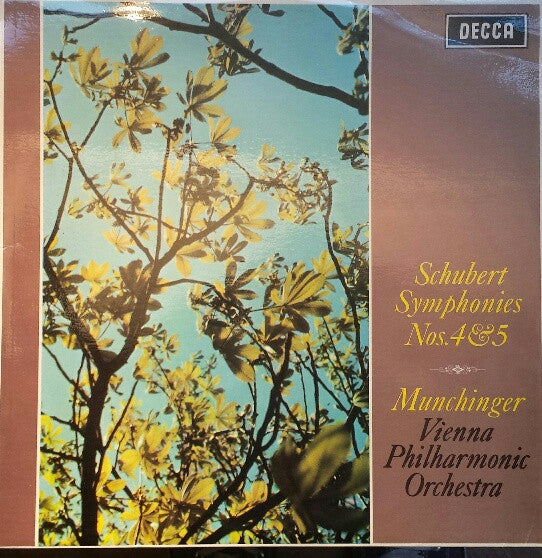 DECCA
Schubert
Symphonies
Nos. 4 & 5
Munchinger
Vienna
Philharmonic
Orchestra